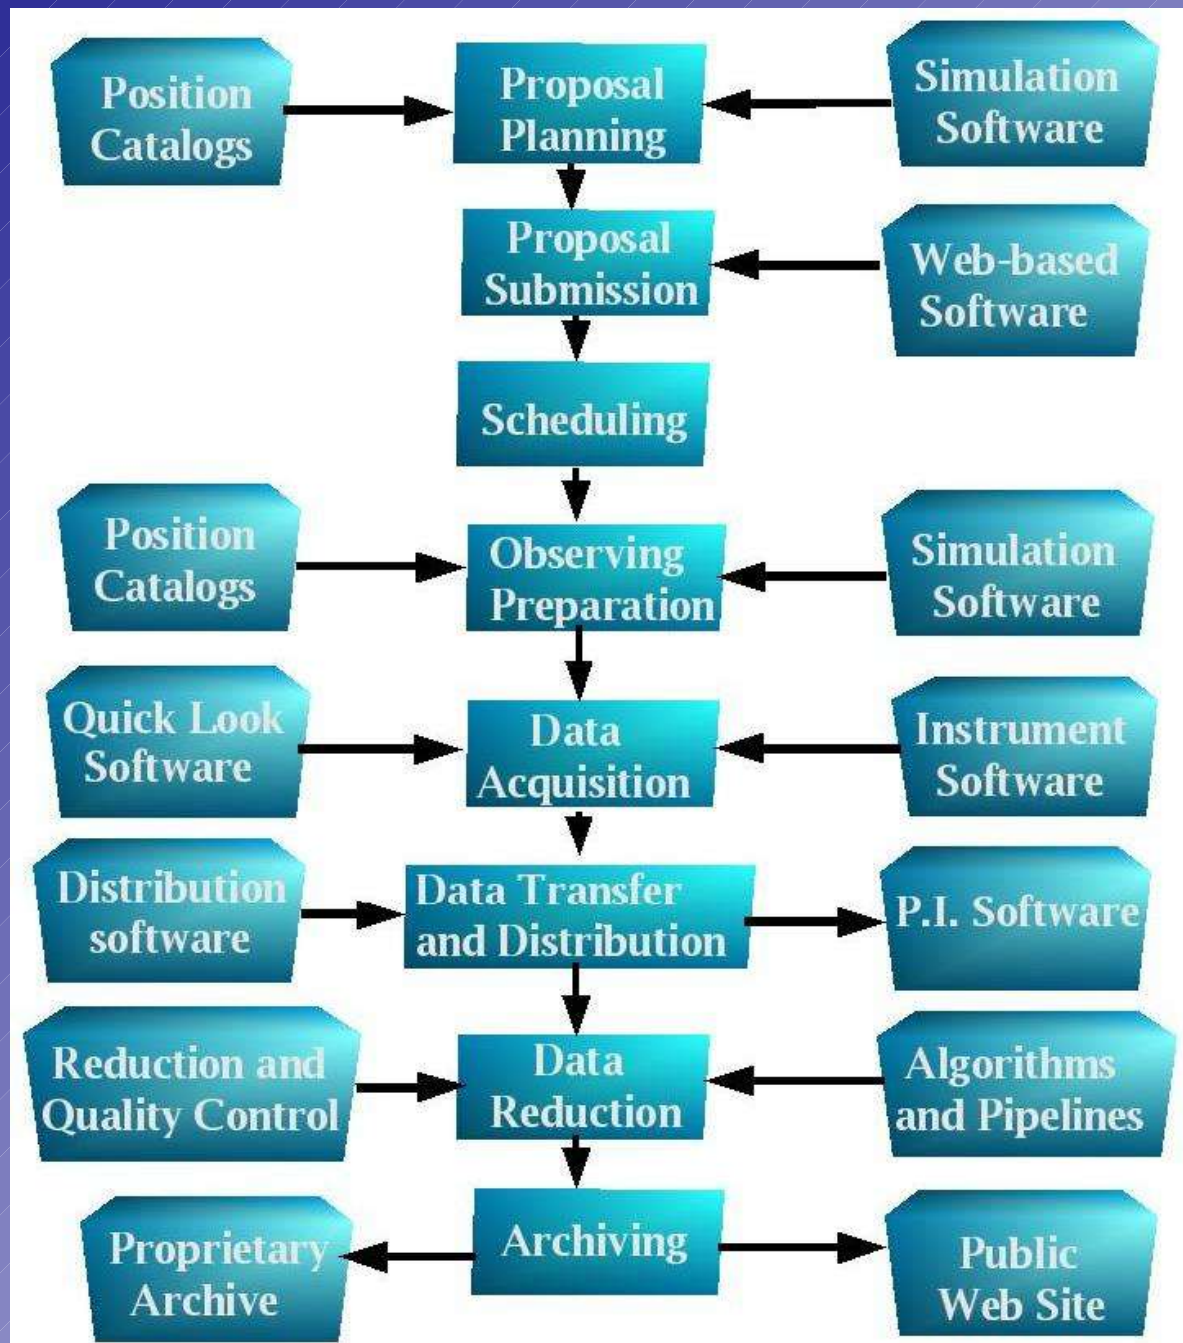 Position
Catalogs
Proposal
Planning
Simulation
Software
Proposal
Submission
Web-based
Software
Scheduling
Position
Catalogs
Observing
Preparation
Simulation
Software
Quick Look
Software
Data
Acquisition
Instrument
Software
Distribution
software
Data Transfer
and Distribution
P.I. Software
Reduction and
Quality Control
Data
Reduction
Algorithms
and Pipelines
Proprietary
Archive
Archiving
Public
Web Site